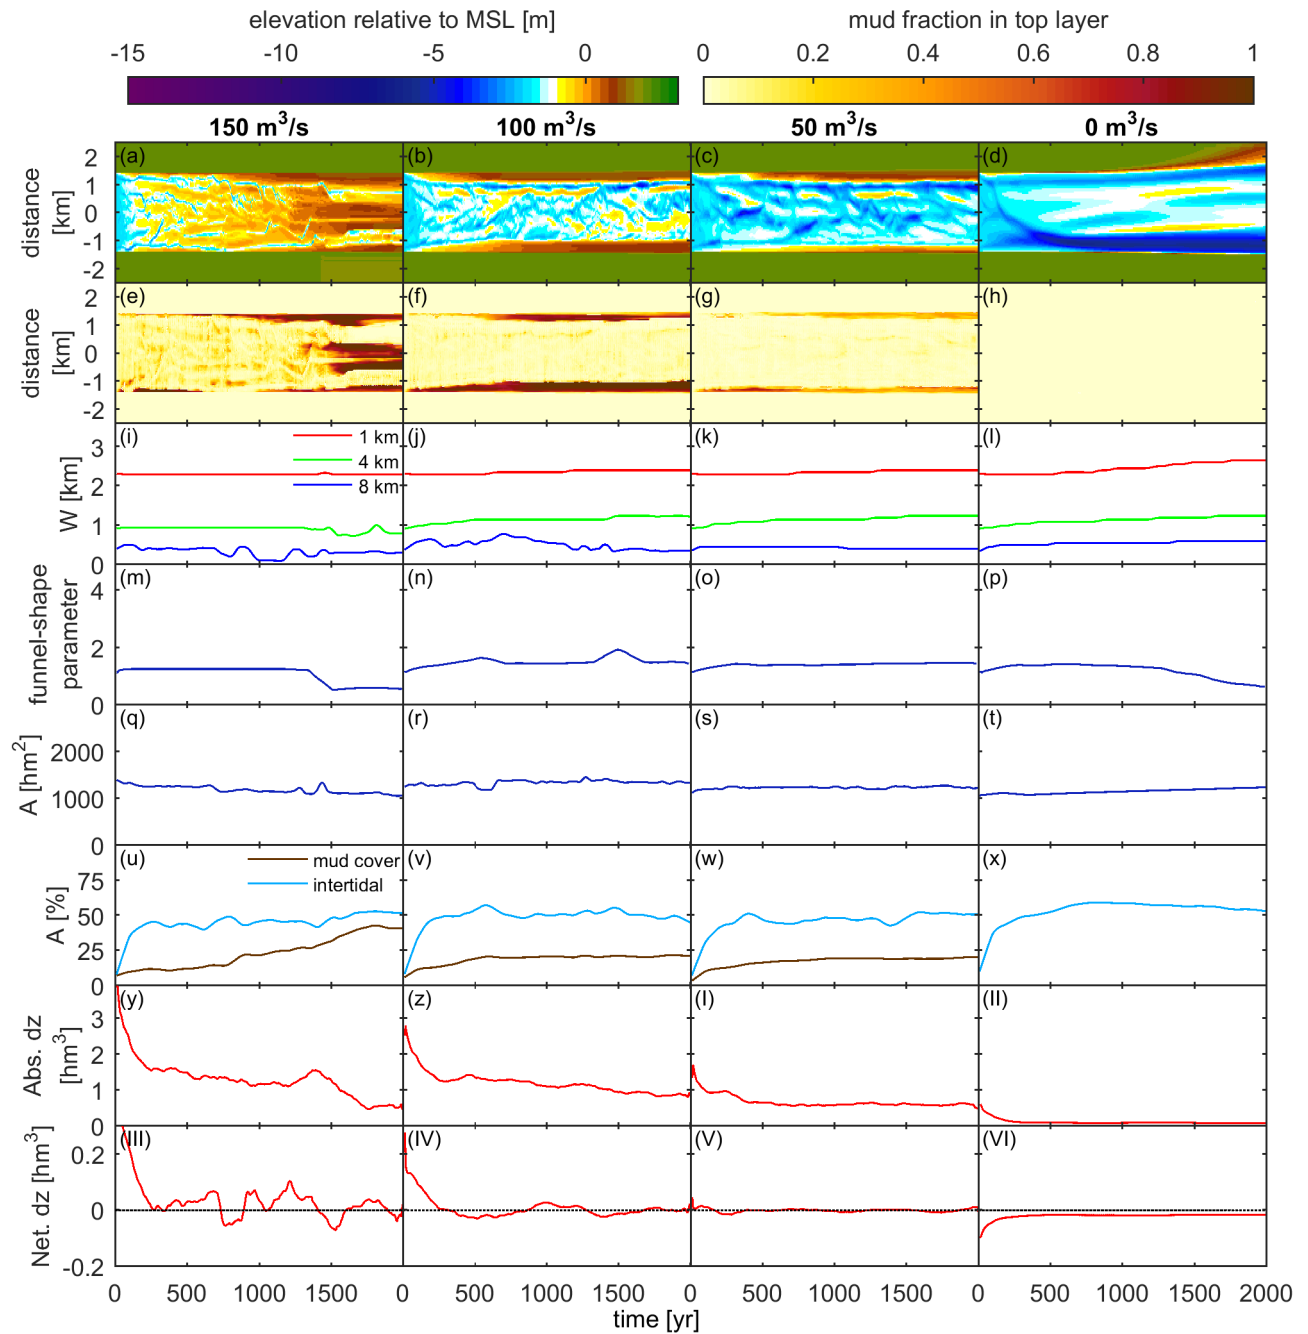 elevation relative to MSL [m] mud fraction in top layer
-15 -10 -5 0 0 0.2 0.4 0.6 0.8 1
150 m³/s 100 m³/s 50 m³/s 0 m³/s
(a) (b) (c) (d)
distance [km]
2
1
0
-1
-2
(e) (f) (g) (h)
distance [km]
2
1
0
-1
-2
(i) (j) (k) (l)
1 km
4 km
8 km
W [km]
3
2
1
0
(m) (n) (o) (p)
funnel-shape parameter
4
2
0
(q) (r) (s) (t)
A [hm²]
2000
1000
0
(u) (v) (w) (x)
mud cover
intertidal
A [%]
75
50
25
0
(y) (z) (I) (II)
Abs. dz [hm³]
3
2
1
0
(III) (IV) (V) (VI)
Net. dz [hm³]
0.2
0
-0.2
0 500 1000 1500 0 500 1000 1500 0 500 1000 1500 0 500 1000 1500 2000
time [yr]